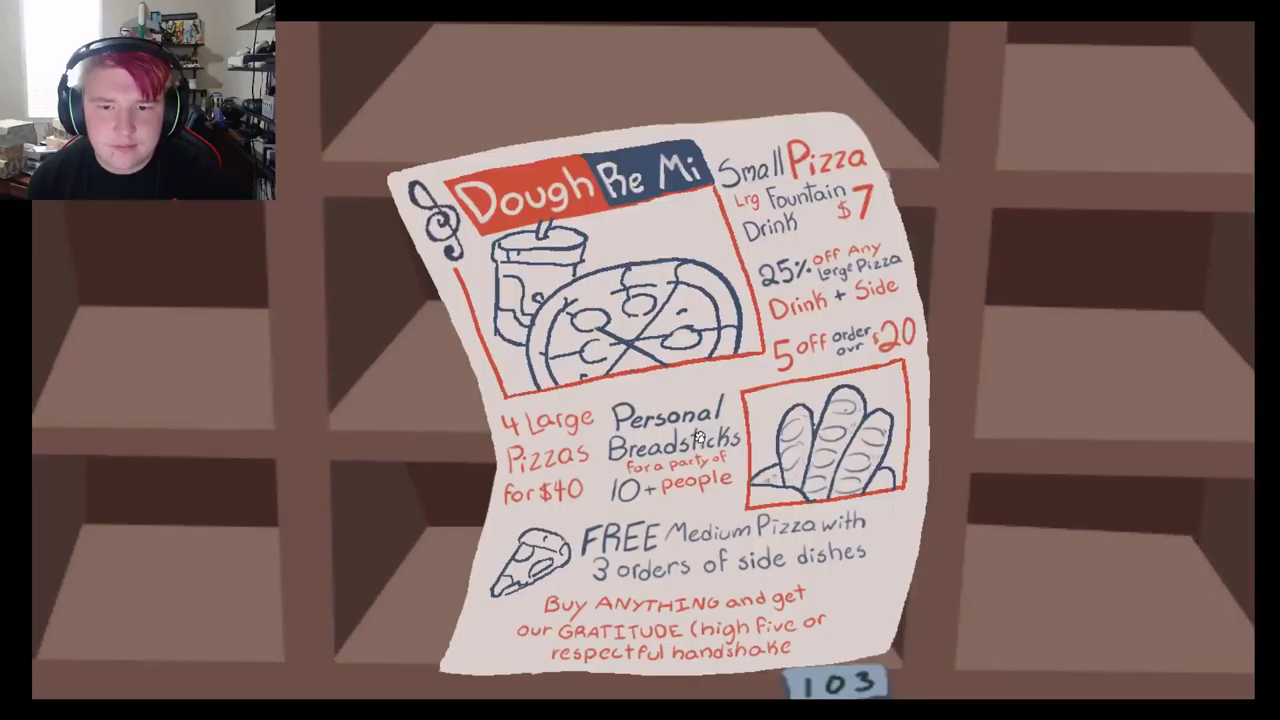 Dough Re Mi
Small Pizza
Lrg Fountain
Drink $7
25% off Any
Large Pizza
Drink + Side
5 off order
our $20
4 Large
Pizzas
for $40
Personal
Breadsticks
for a party of
10+ people
FREE Medium Pizza with
3 orders of side dishes
Buy ANYTHING and get
our GRATITUDE (high five or
respectful handshake
103